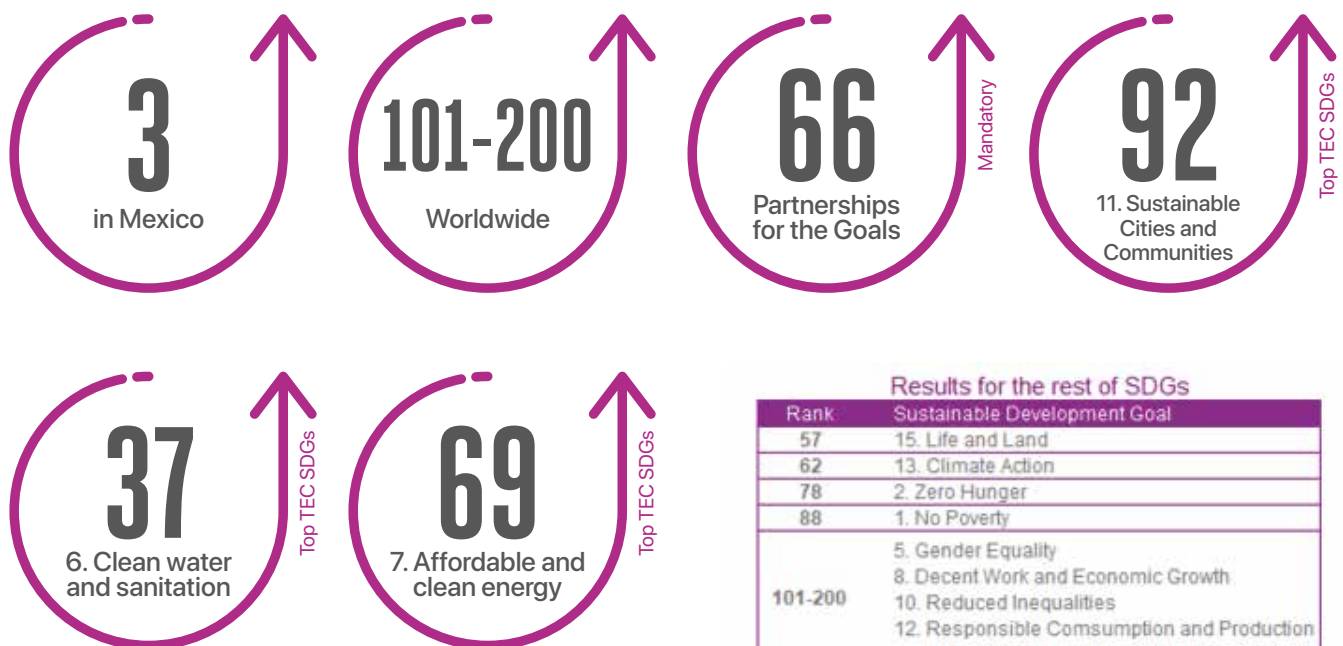 3
in Mexico
101-200
Worldwide
66
Partnerships
for the Goals
Mandatory
92
11. Sustainable
Cities and
Communities
Top TEC SDGs
37
6. Clean water
and sanitation
Top TEC SDGs
69
7. Affordable and
clean energy
Top TEC SDGs
Results for the rest of SDGs
Rank Sustainable Development Goal
57 15. Life and Land
62 13. Climate Action
78 2. Zero Hunger
88 1. No Poverty
101-200
5. Gender Equality
8. Decent Work and Economic Growth
10. Reduced Inequalities
12. Responsible Comsumption and Production